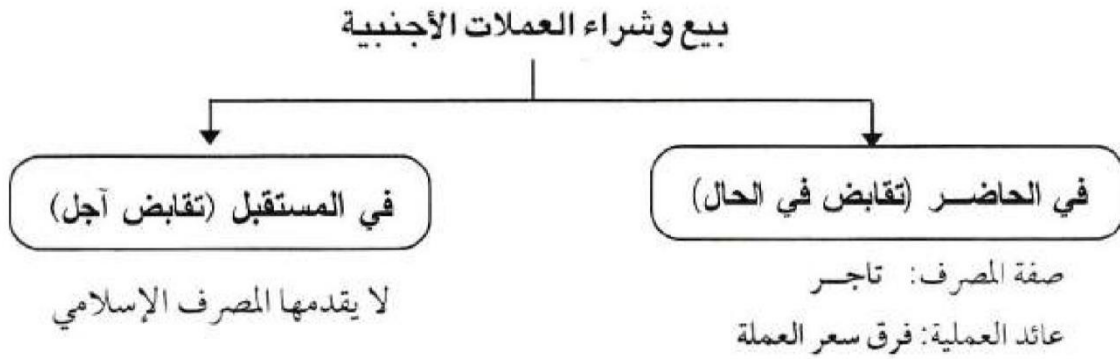 بيع وشراء العملات الأجنبية
في الحاضر (تقابض في الحال)
صفة المصرف: تاجر
عائد العملية: فرق سعر العملة
في المستقبل (تقابض آجل)
لا يقدمها المصرف الإسلامي